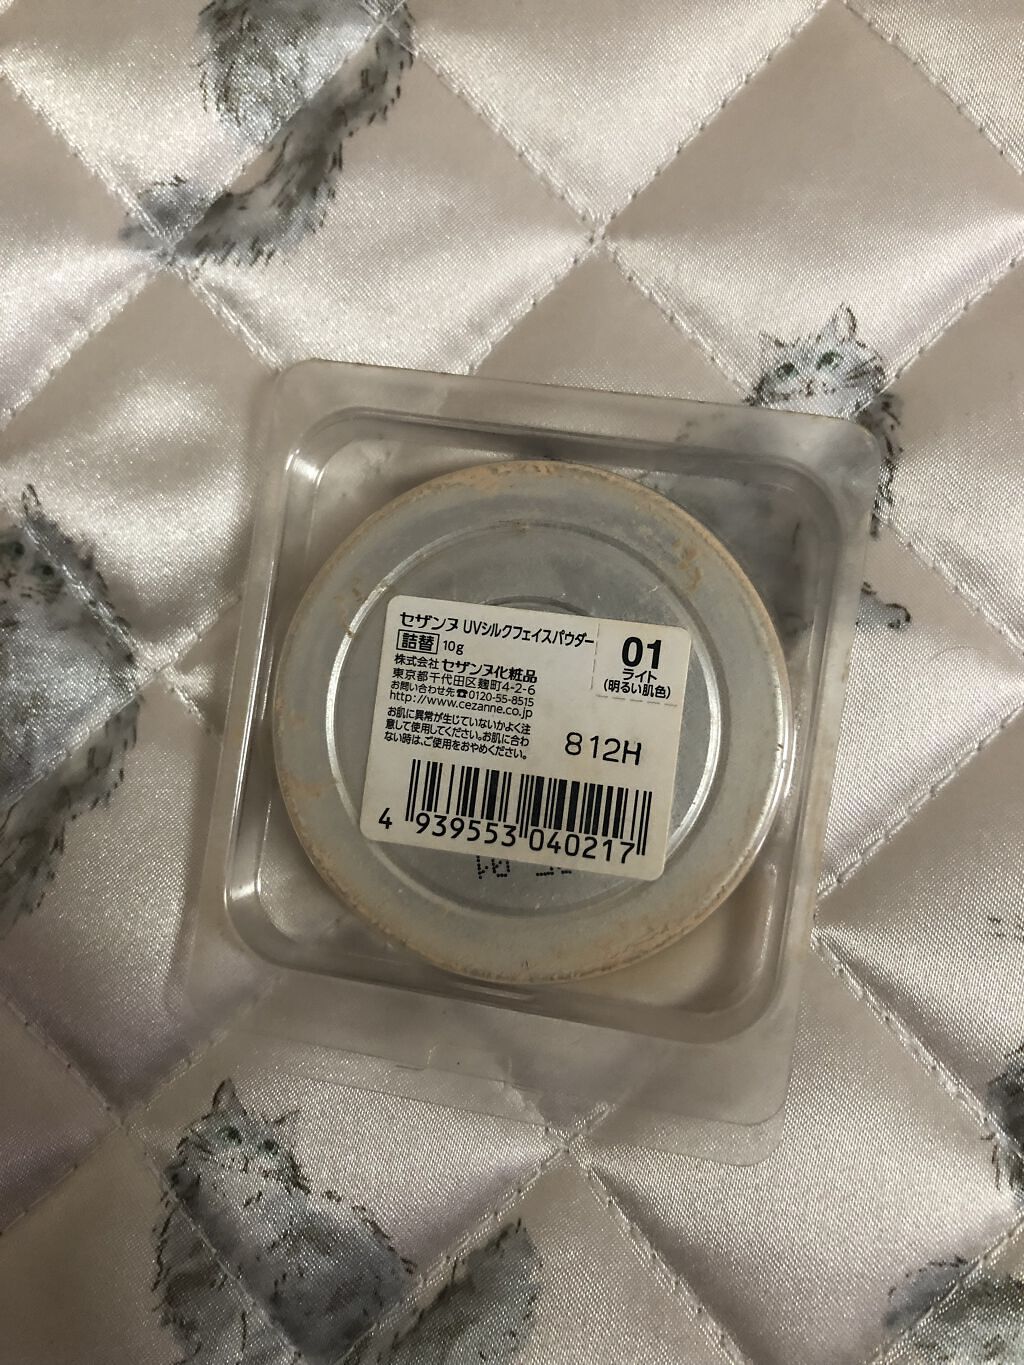 セザンヌ UVシルクフェイスパウダー
詰替 10g
株式会社 セザンヌ化粧品
東京都千代田区麹町4-2-6
お問い合わせ先☎0120-55-8515
http://www.cezanne.co.jp
お肌に異常が生じていないかよく注
意して使用してください。お肌に合わ
ない時は、ご使用をおやめください。
01
ライト
(明るい肌色)
812H
4 939553 040217